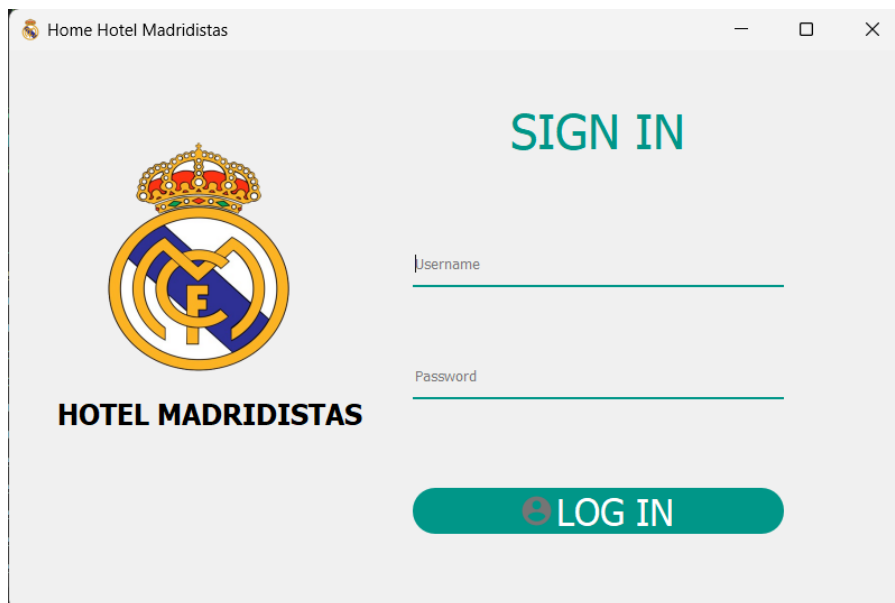 Home Hotel Madridistas
SIGN IN
Username
Password
HOTEL MADRIDISTAS
LOG IN